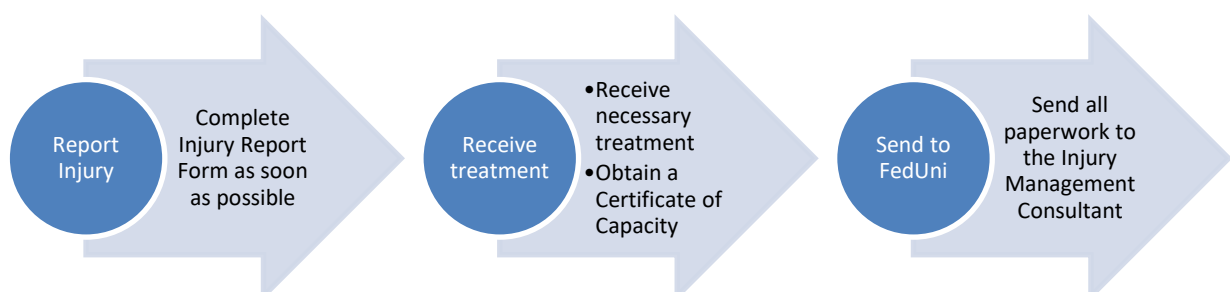 Report
Injury
Complete
Injury Report
Form as soon
as possible
Receive
treatment
•Receive
necessary
treatment
•Obtain a
Certificate of
Capacity
Send to
FedUni
Send all
paperwork to
the Injury
Management
Consultant